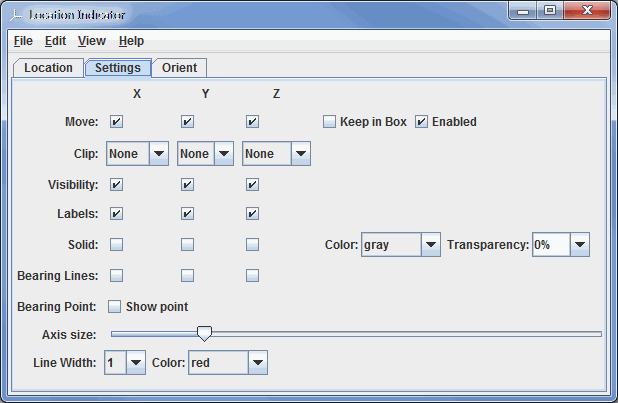 Location Indicator
File Edit View Help
Location Settings Orient
X Y Z
Move: Keep in Box Enabled
Clip: None None None
Visibility:
Labels:
Solid: Color: gray Transparency: 0%
Bearing Lines:
Bearing Point: Show point
Axis size:
Line Width: 1 Color: red